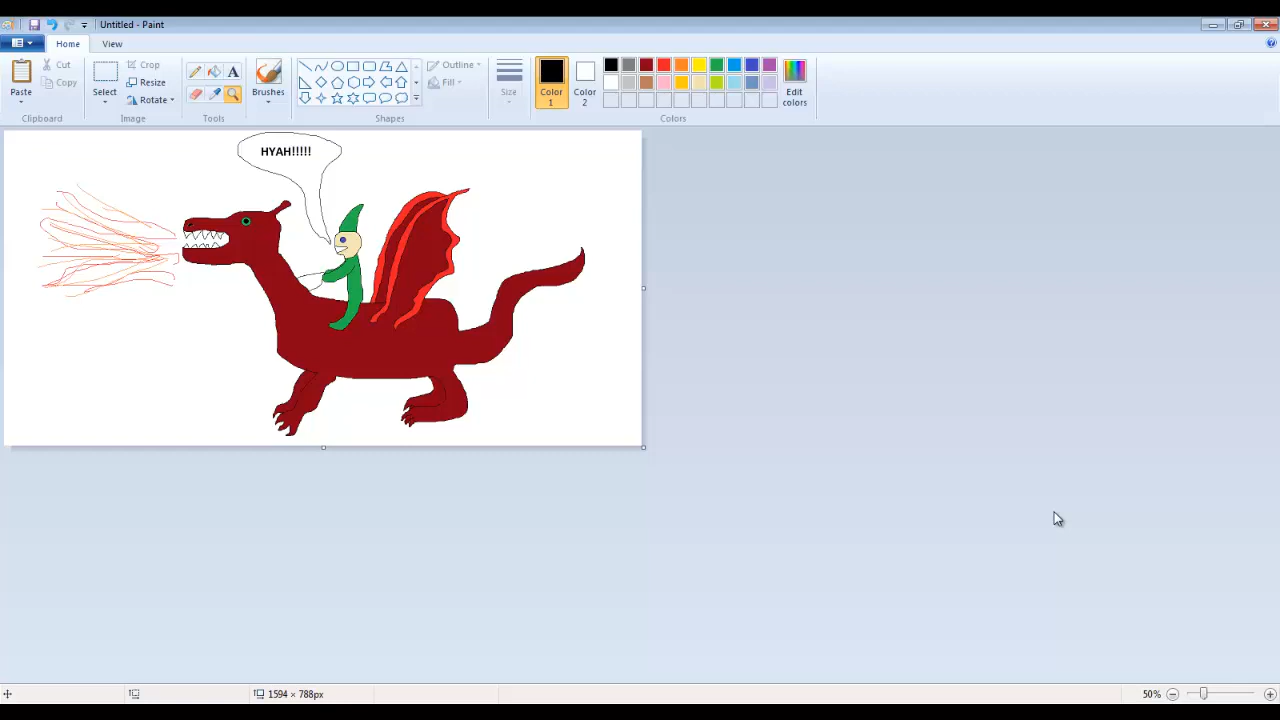 Untitled - Paint
Home View
Cut
Copy
Paste
Clipboard
Crop
Resize
Rotate
Select
Image
A
Tools
Brushes
Outline
Fill
Shapes
Size
Color 1
Color 2
Edit colors
Colors
HYAH!!!!!
1594 × 788px
50%